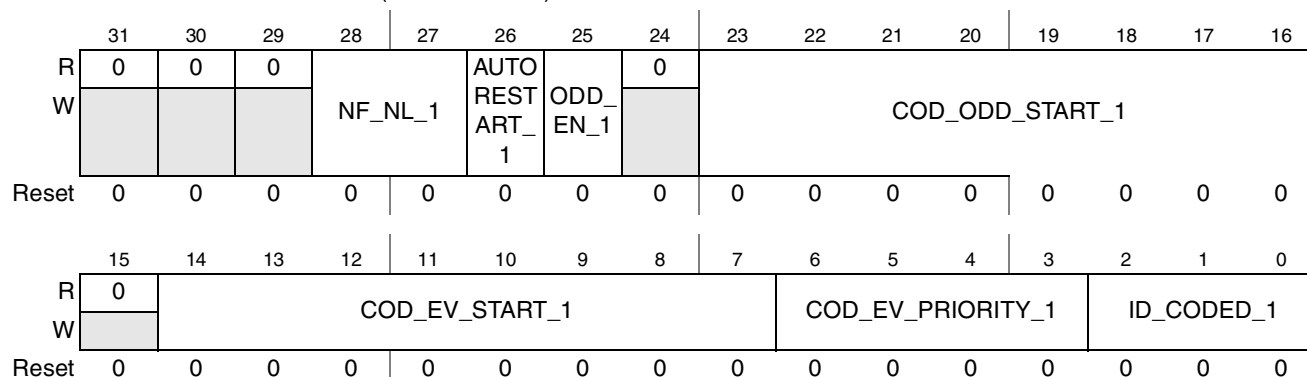 31 30 29 28 27 26 25 24 23 22 21 20 19 18 17 16
R 0 0 0 NF_NL_1 AUTO REST ART_ 1 ODD_ EN_1 0 COD_ODD_START_1
W
Reset 0 0 0 0 0 0 0 0 0 0 0 0 0 0 0 0
15 14 13 12 11 10 9 8 7 6 5 4 3 2 1 0
R 0 COD_EV_START_1 COD_EV_PRIORITY_1 ID_CODED_1
W
Reset 0 0 0 0 0 0 0 0 0 0 0 0 0 0 0 0